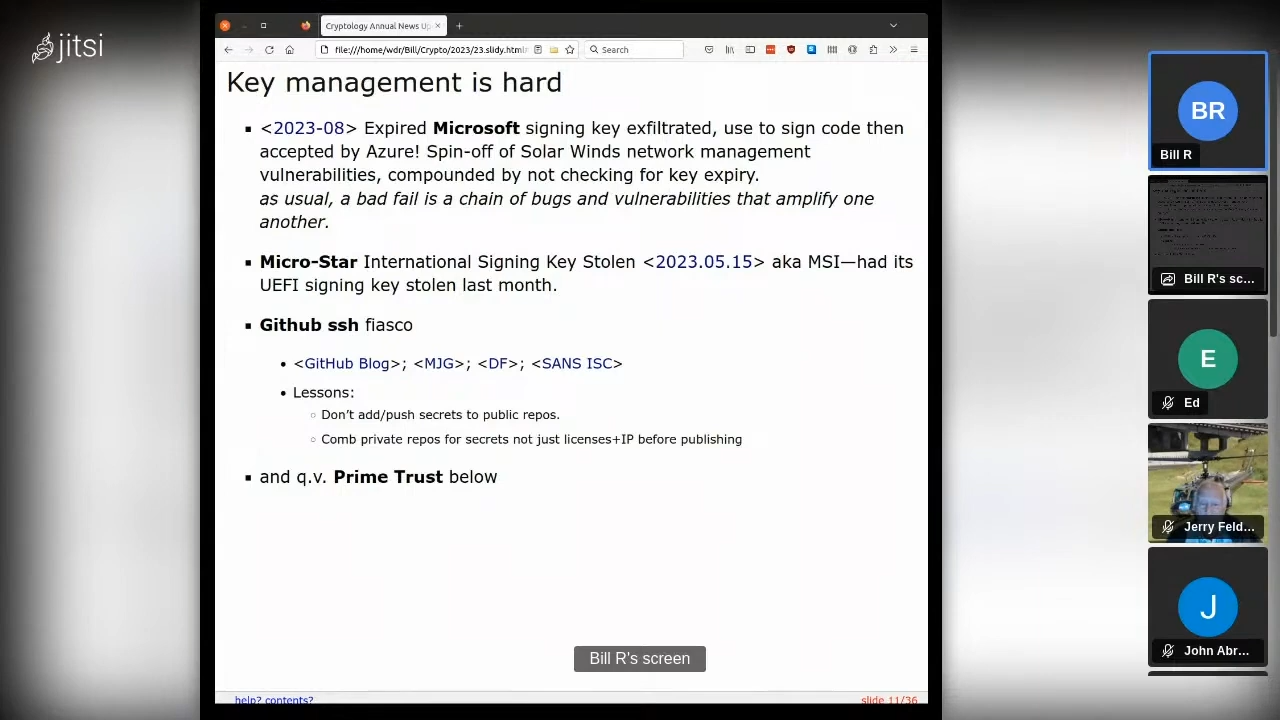 jitsi
Cryptology Annual News Up
file:///home/wdr/Bill/Crypto/2023/23.slidy.html
Search
Key management is hard
<2023-08> Expired Microsoft signing key exfiltrated, use to sign code then
accepted by Azure! Spin-off of Solar Winds network management
vulnerabilities, compounded by not checking for key expiry.
as usual, a bad fail is a chain of bugs and vulnerabilities that amplify one
another.
Micro-Star International Signing Key Stolen <2023.05.15> aka MSI—had its
UEFI signing key stolen last month.
Github ssh fiasco
<GitHub Blog>; <MJG>; <DF>; <SANS ISC>
Lessons:
Don’t add/push secrets to public repos.
Comb private repos for secrets not just licenses+IP before publishing
and q.v. Prime Trust below
Bill R's screen
help? contents?
slide 11/36
BR
Bill R
Bill R's sc...
E
Ed
Jerry Feld...
J
John Abr...